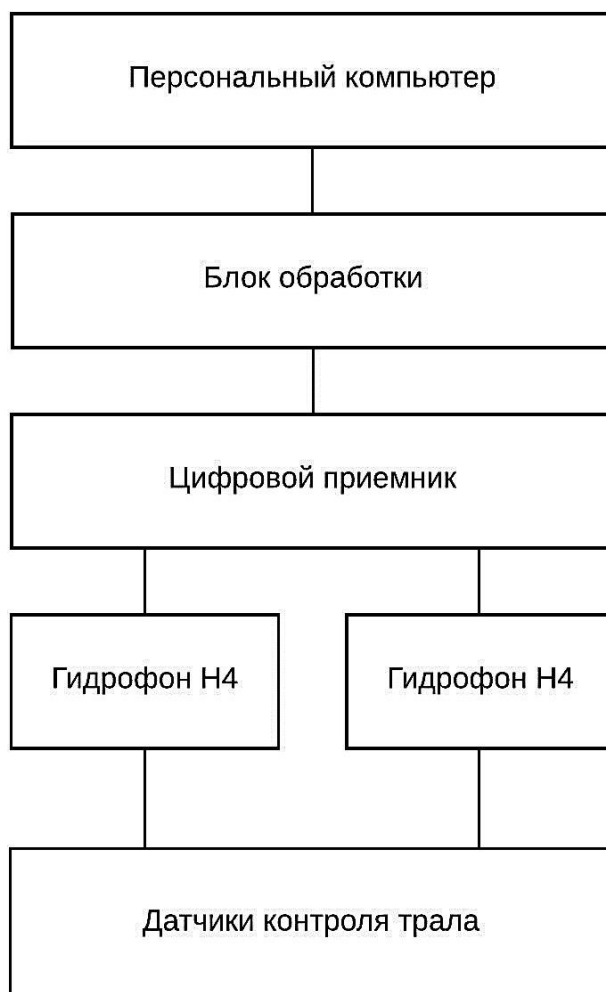 Персональный компьютер
Блок обработки
Цифровой приемник
Гидрофон Н4
Гидрофон Н4
Датчики контроля трала